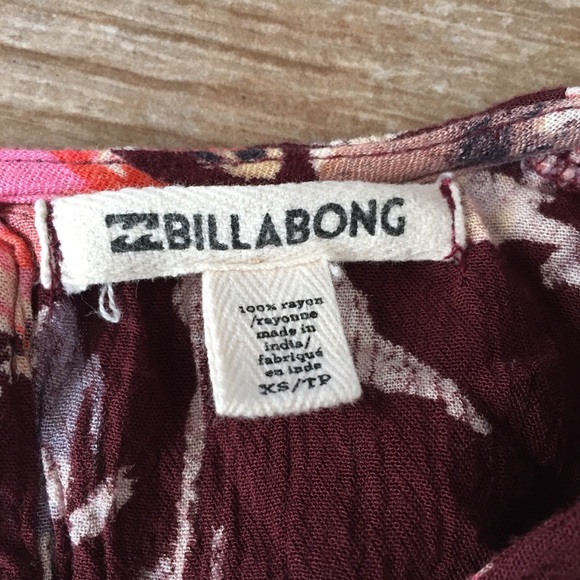 BILLABONG
100% rayon
/rayonne
made in
india/
fabriqué
en inde
XS/TP